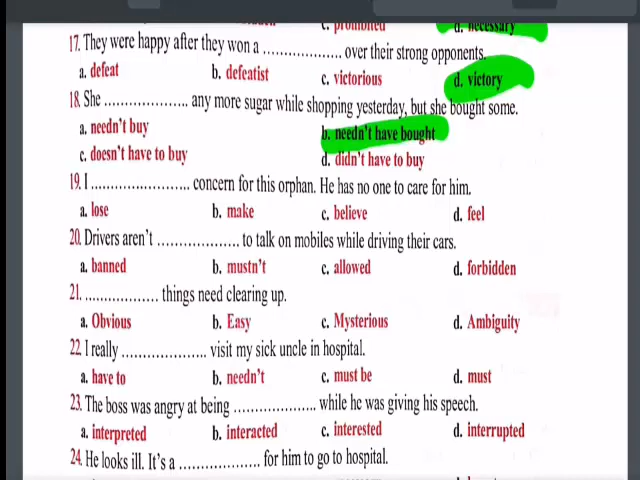 c. prohibited d. necessary
17. They were happy after they won a .................... over their strong opponents.
a. defeat b. defeatist c. victorious d. victory
18. She ..................... any more sugar while shopping yesterday, but she bought some.
a. needn't buy b. needn't have bought
c. doesn't have to buy d. didn't have to buy
19. I ......................... concern for this orphan. He has no one to care for him.
a. lose b. make c. believe d. feel
20. Drivers aren't ..................... to talk on mobiles while driving their cars.
a. banned b. mustn't c. allowed d. forbidden
21. ................... things need clearing up.
a. Obvious b. Easy c. Mysterious d. Ambiguity
22. I really ...................... visit my sick uncle in hospital.
a. have to b. needn't c. must be d. must
23. The boss was angry at being ..................... while he was giving his speech.
a. interpreted b. interacted c. interested d. interrupted
24. He looks ill. It's a ..................... for him to go to hospital.